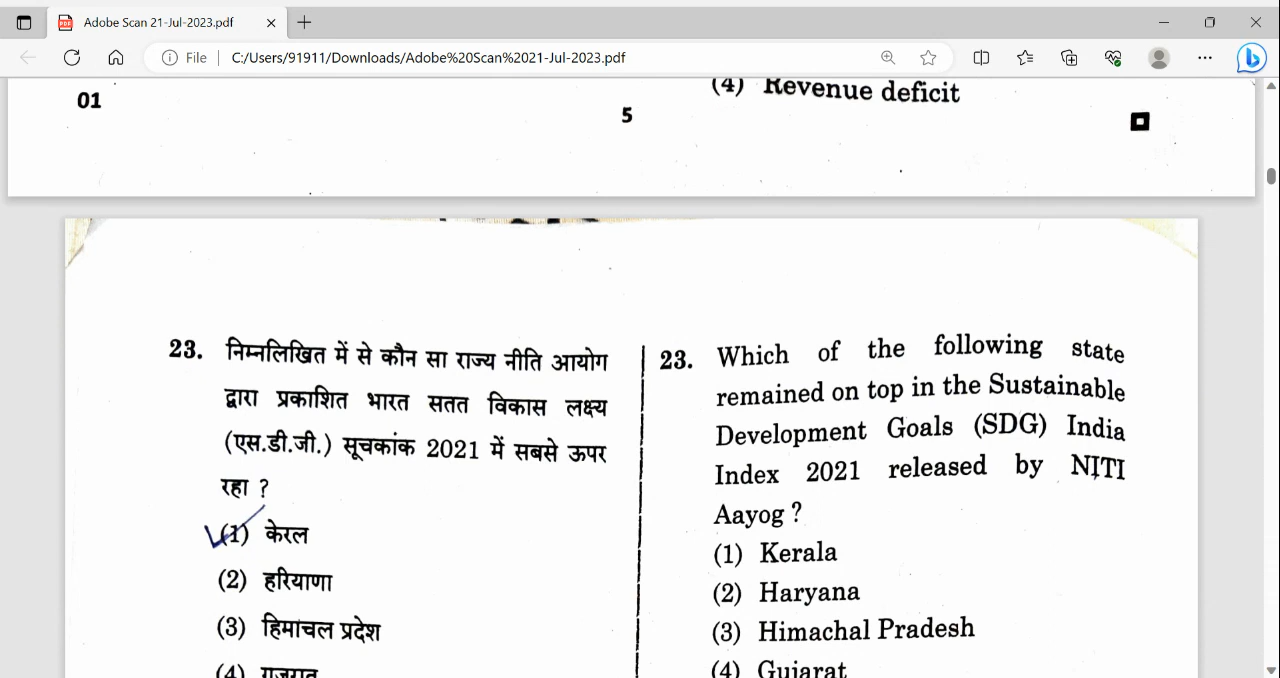 Adobe Scan 21-Jul-2023.pdf
File
C:/Users/91911/Downloads/Adobe%20Scan%2021-Jul-2023.pdf
(4) Revenue deficit
01
5
23. निम्नलिखित में से कौन सा राज्य नीति आयोग
द्वारा प्रकाशित भारत सतत विकास लक्ष्य
(एस.डी.जी.) सूचकांक 2021 में सबसे ऊपर
रहा ?
(1) केरल
(2) हरियाणा
(3) हिमाचल प्रदेश
(4) गुजरात
23. Which of the following state
remained on top in the Sustainable
Development Goals (SDG) India
Index 2021 released by NITI
Aayog ?
(1) Kerala
(2) Haryana
(3) Himachal Pradesh
(4) Gujarat